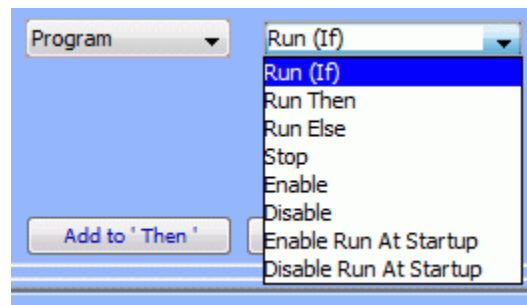 Program
Run (If)
Run (If)
Run Then
Run Else
Stop
Enable
Disable
Enable Run At Startup
Disable Run At Startup
Add to ' Then '